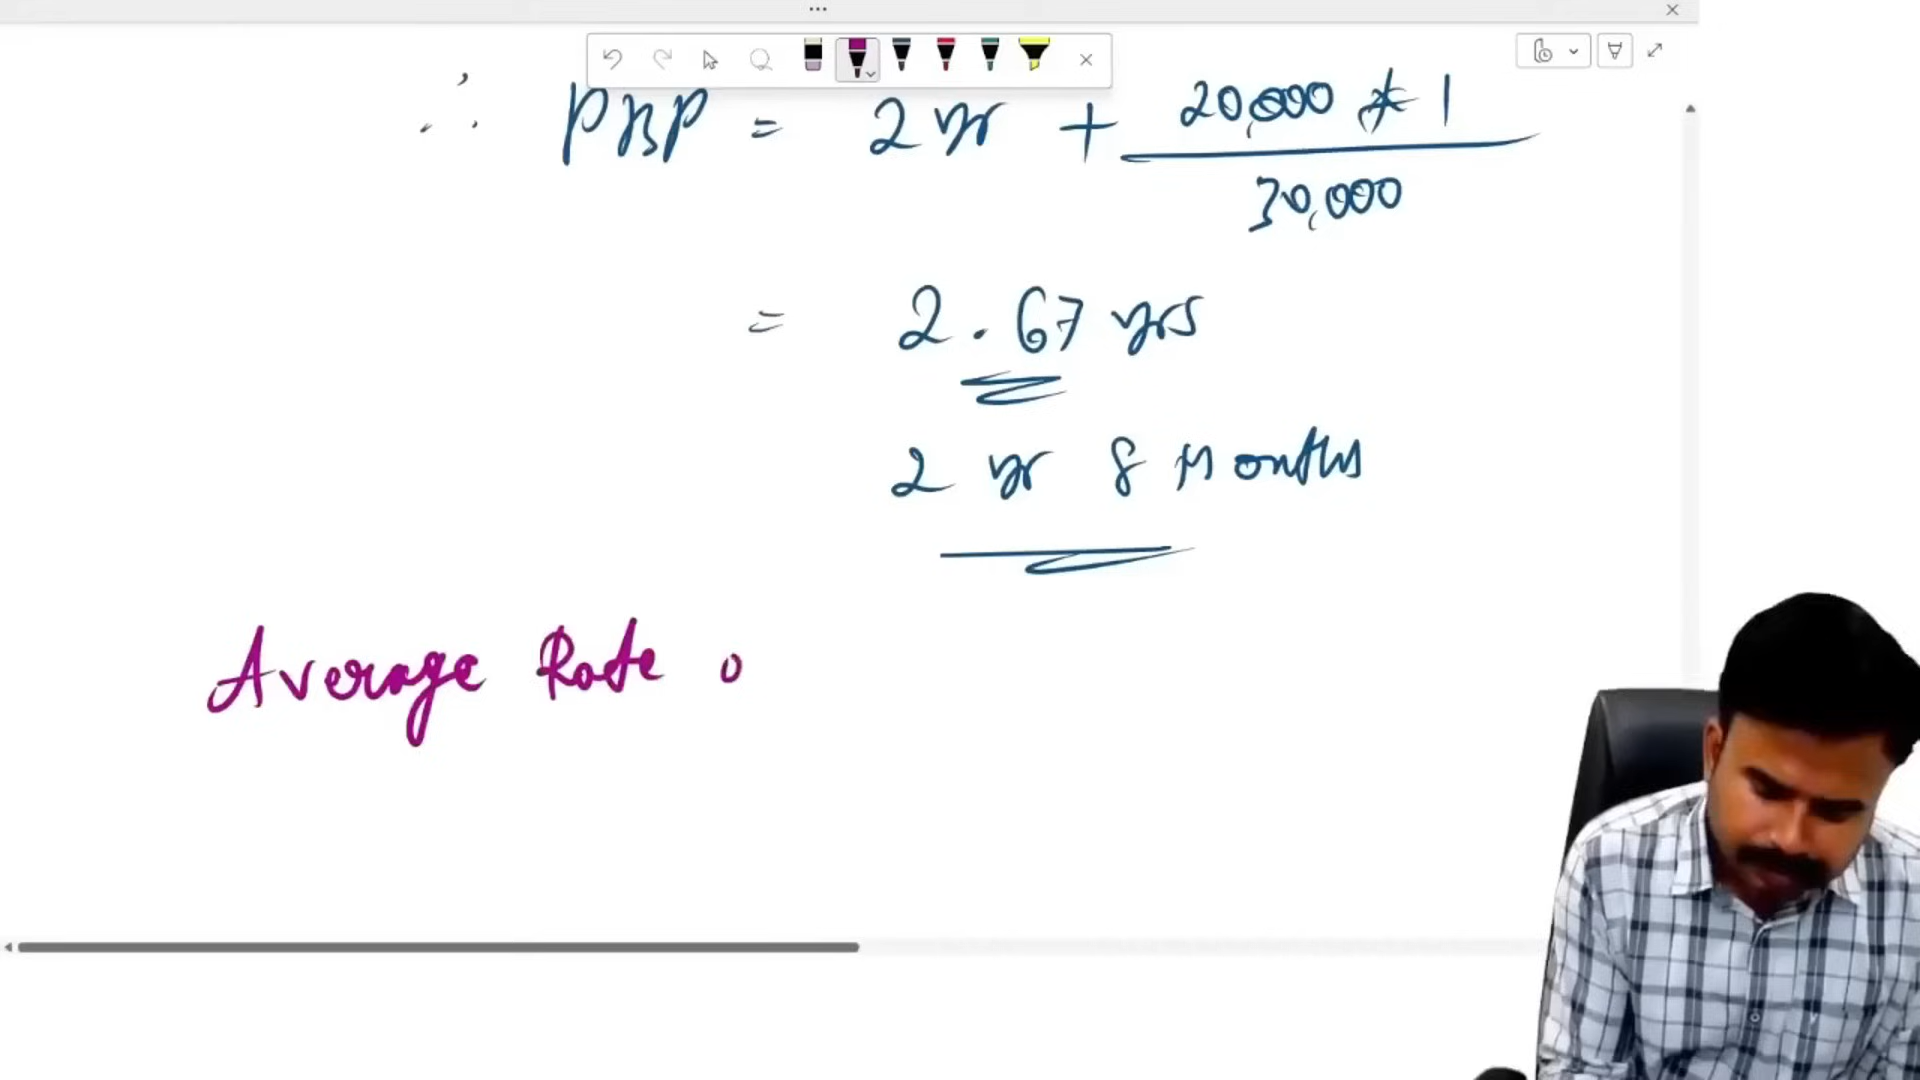 ∴ PBP = 2 yr + 20,000 * 1 / 30,000
= 2.67 yrs
2 yr 8 Months
Average Rate o